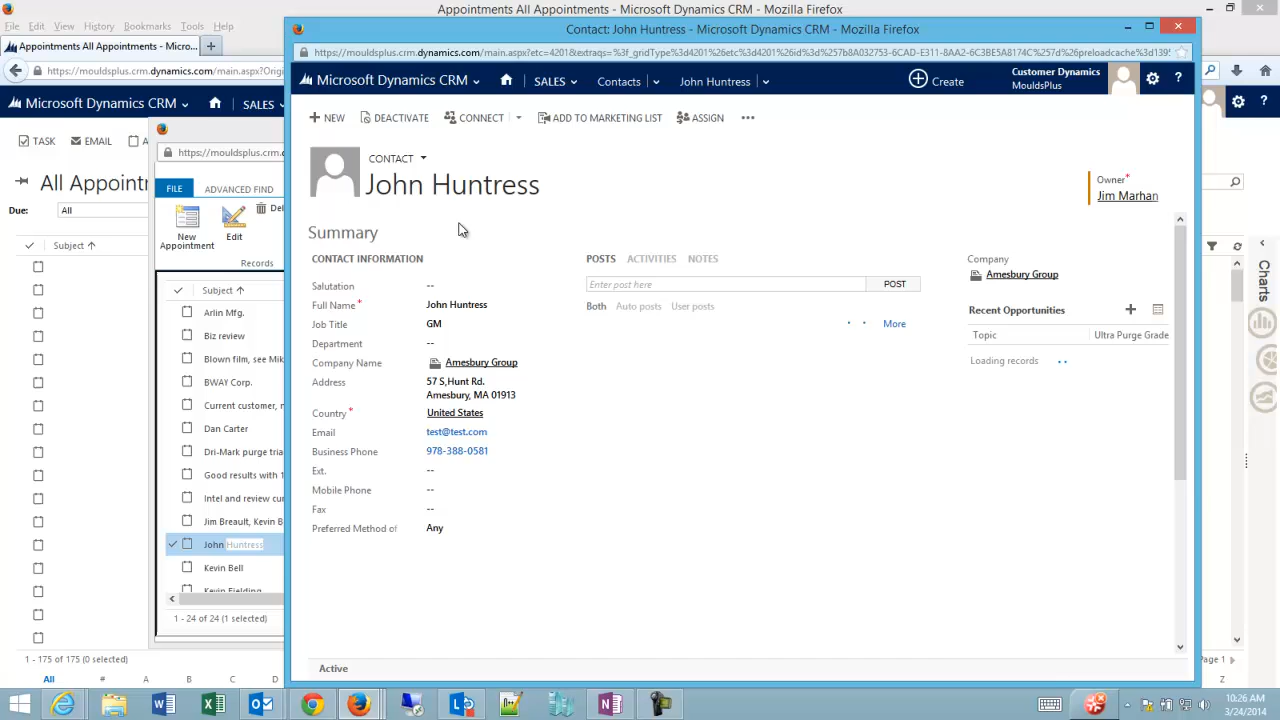 Appointments All Appointments - Microsoft Dynamics CRM - Mozilla Firefox
File Edit View History Bookmarks Tools Help
Appointments All Appointments - Micro...
https://mouldsplus.crm.dynamics.com/main.aspx?Origi
Microsoft Dynamics CRM SALES
TASK EMAIL A
All Appointm
Due: All
Subject
1 - 175 of 175 (0 selected)
All # A B C D
Charts
Page 1
Z
https://mouldsplus.crm.d
FILE ADVANCED FIND
New Appointment
Edit
Del
Records
Subject
Arlin Mfg.
Biz review
Blown film, see Mik
BWAY Corp.
Current customer, n
Dan Carter
Dri-Mark purge tria
Good results with 1
Intel and review cur
Jim Breault, Kevin B
John Huntress
Kevin Bell
Kevin Fielding
1 - 24 of 24 (1 selected)
Contact: John Huntress - Microsoft Dynamics CRM - Mozilla Firefox
https://mouldsplus.crm.dynamics.com/main.aspx?etc=4201&extraqs=%3f_gridType%3d4201%26etc%3d4201%26id%3d%257b8A032753-6CAD-E311-8AA2-6C3BE5A8174C%257d%26preloadcache%3d1395
Microsoft Dynamics CRM SALES Contacts John Huntress Create
Customer Dynamics
MouldsPlus
?
NEW DEACTIVATE CONNECT ADD TO MARKETING LIST ASSIGN •••
CONTACT
John Huntress
Owner*
Jim Marhan
Summary
CONTACT INFORMATION
Salutation --
Full Name* John Huntress
Job Title GM
Department --
Company Name Amesbury Group
Address 57 S,Hunt Rd.
Amesbury, MA 01913
Country* United States
Email test@test.com
Business Phone 978-388-0581
Ext. --
Mobile Phone --
Fax --
Preferred Method of Any
POSTS ACTIVITIES NOTES
Enter post here POST
Both Auto posts User posts
More
Company
Amesbury Group
Recent Opportunities
Topic Ultra Purge Grade
Loading records
Active
10:26 AM
3/24/2014